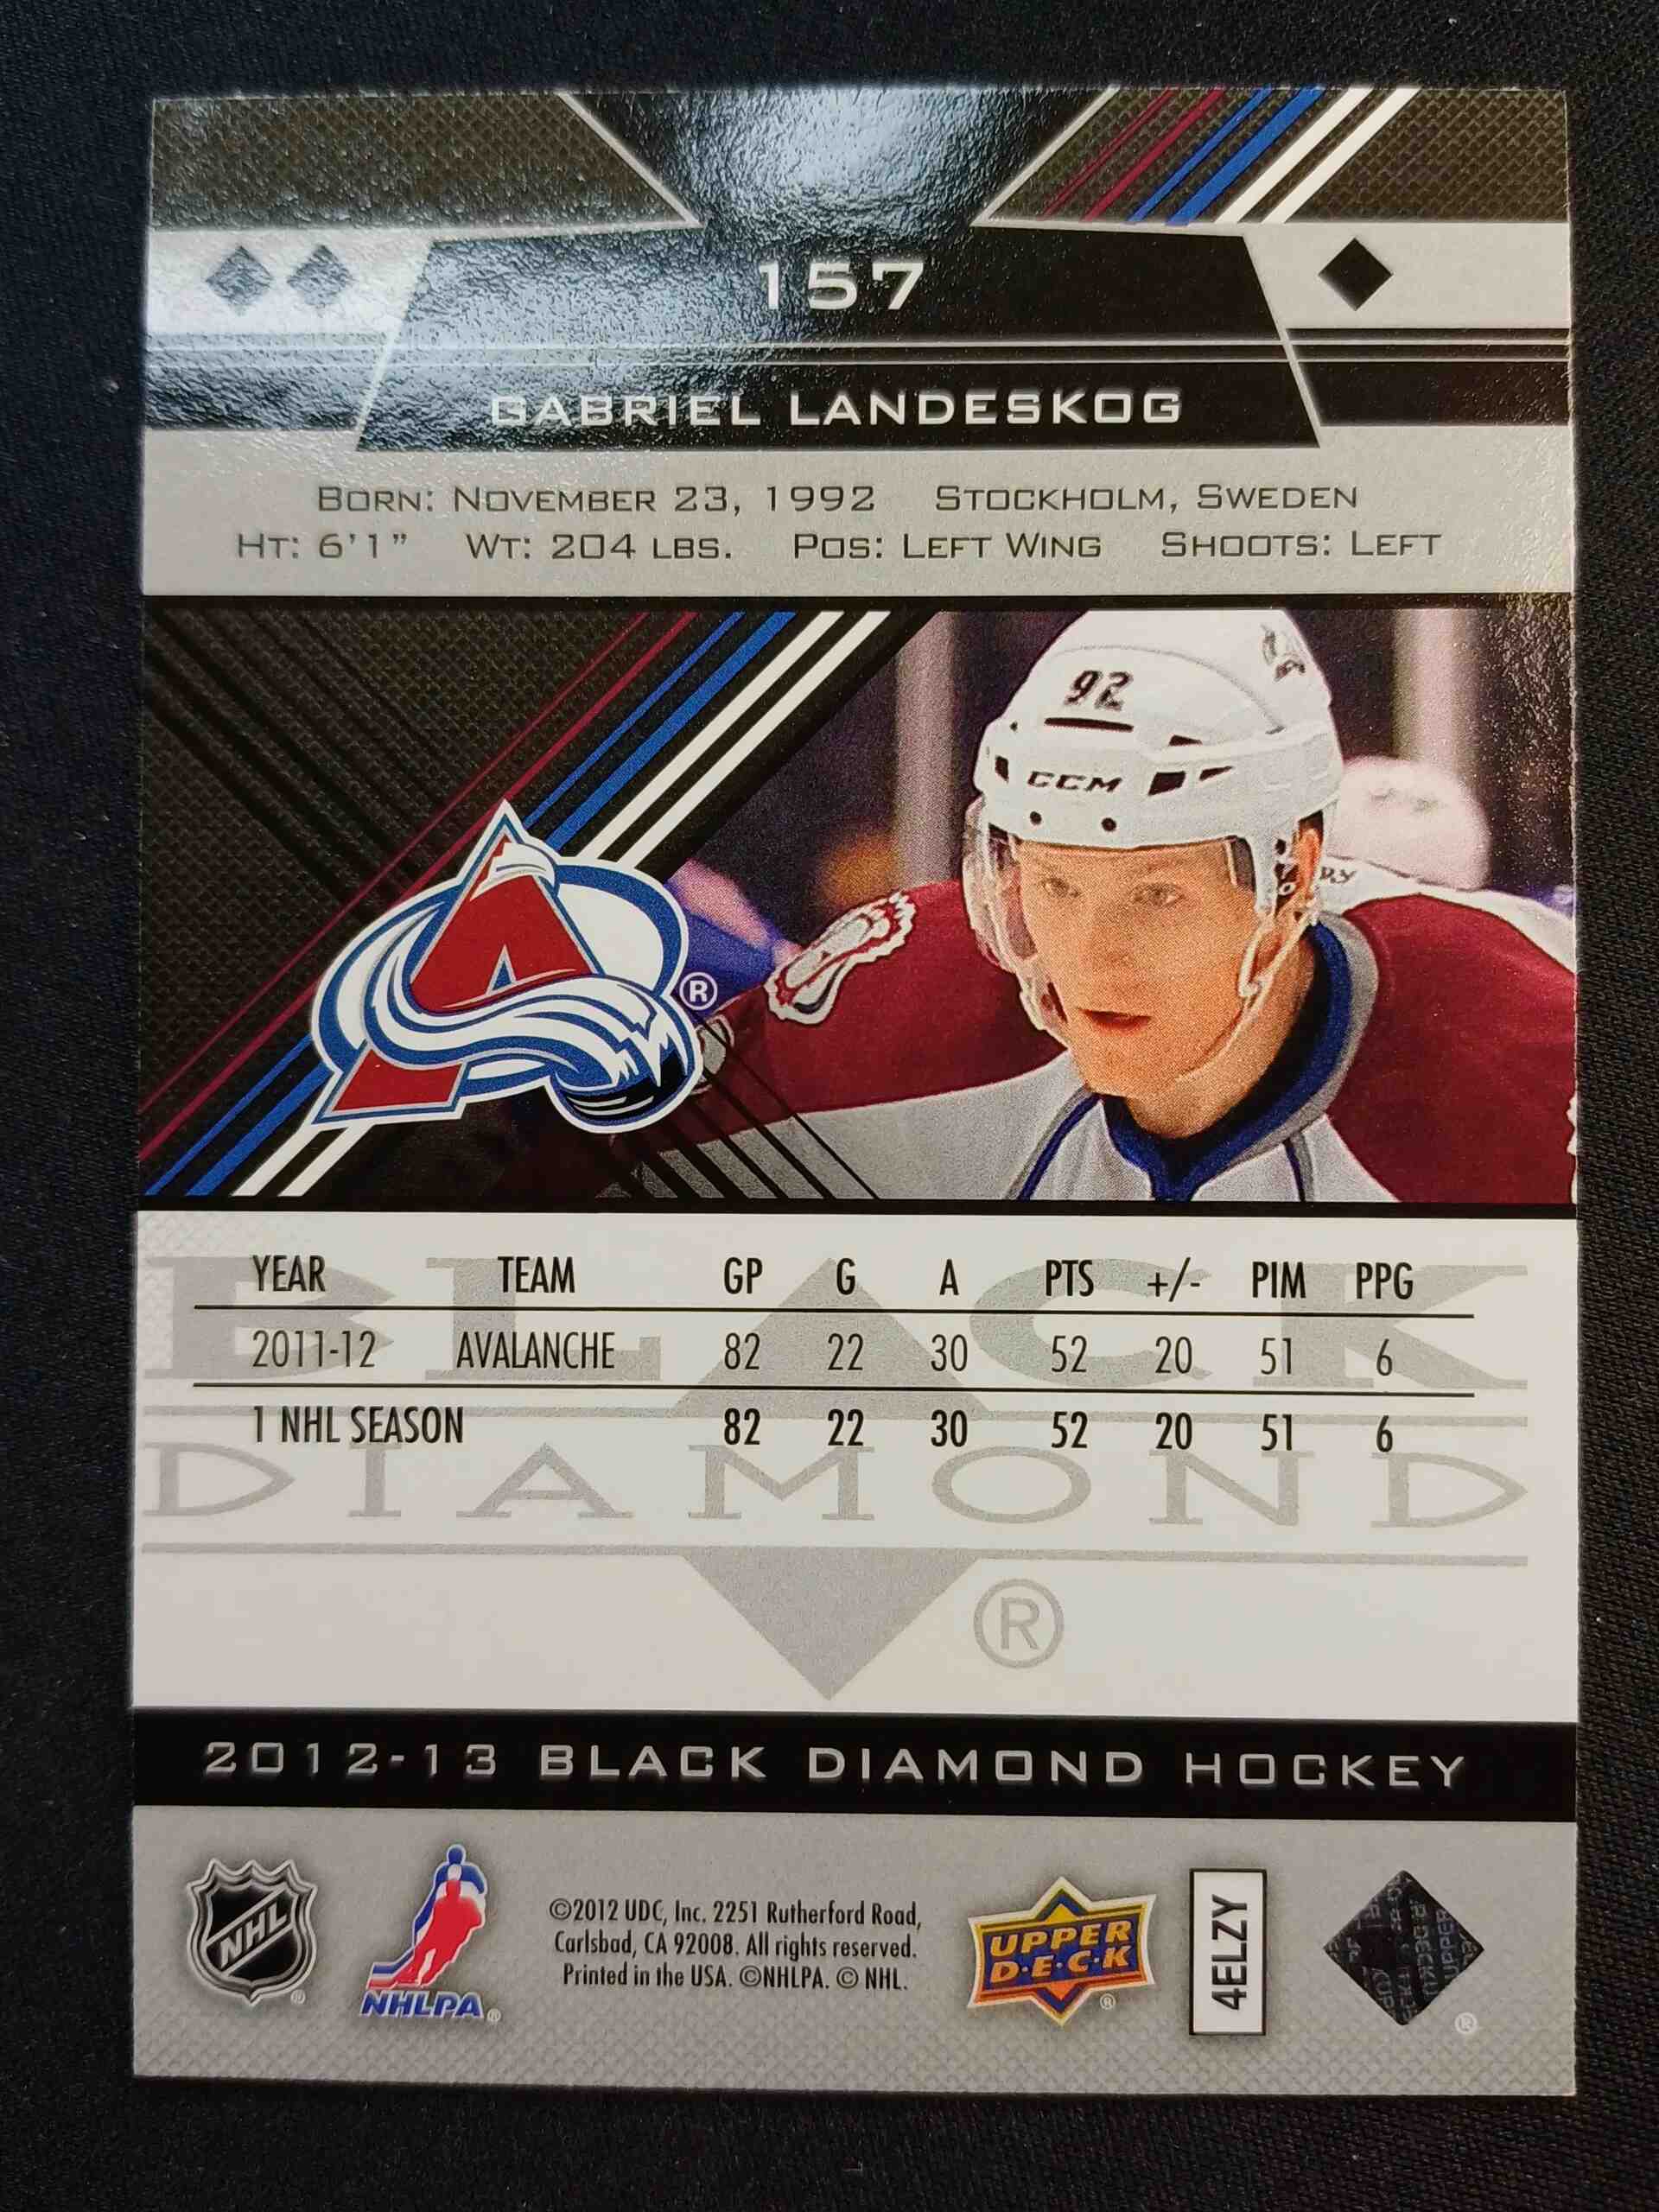 157
GABRIEL LANDESKOG
BORN: NOVEMBER 23, 1992 STOCKHOLM, SWEDEN
HT: 6'1" WT: 204 LBS. POS: LEFT WING SHOOTS: LEFT
92
CCM
®
YEAR TEAM GP G A PTS +/- PIM PPG
2011-12 AVALANCHE 82 22 30 52 20 51 6
1 NHL SEASON 82 22 30 52 20 51 6
BLACK
DIAMOND
®
2012-13 BLACK DIAMOND HOCKEY
NHL ®
NHLPA ®
©2012 UDC, Inc. 2251 Rutherford Road,
Carlsbad, CA 92008. All rights reserved.
Printed in the USA. ©NHLPA. © NHL.
UPPER
D·E·C·K ®
4ELZY
®